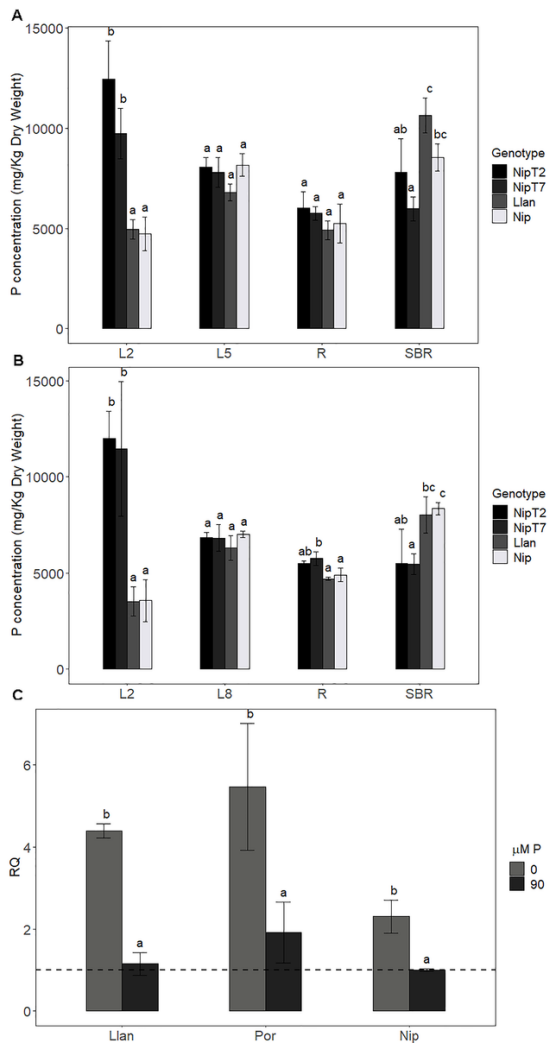 A
P concentration (mg/Kg Dry Weight)
15000
10000
5000
0
b
b
a
a
a
a
a
a
a
a
a
a
ab
a
c
bc
L2
L5
R
SBR
Genotype
NipT2
NipT7
Llan
Nip
B
P concentration (mg/Kg Dry Weight)
15000
10000
5000
0
b
b
a
a
a
a
a
a
ab
b
a
a
ab
a
bc
c
L2
L8
R
SBR
Genotype
NipT2
NipT7
Llan
Nip
C
RQ
6
4
2
0
b
a
b
a
b
a
Llan
Por
Nip
μM P
0
90